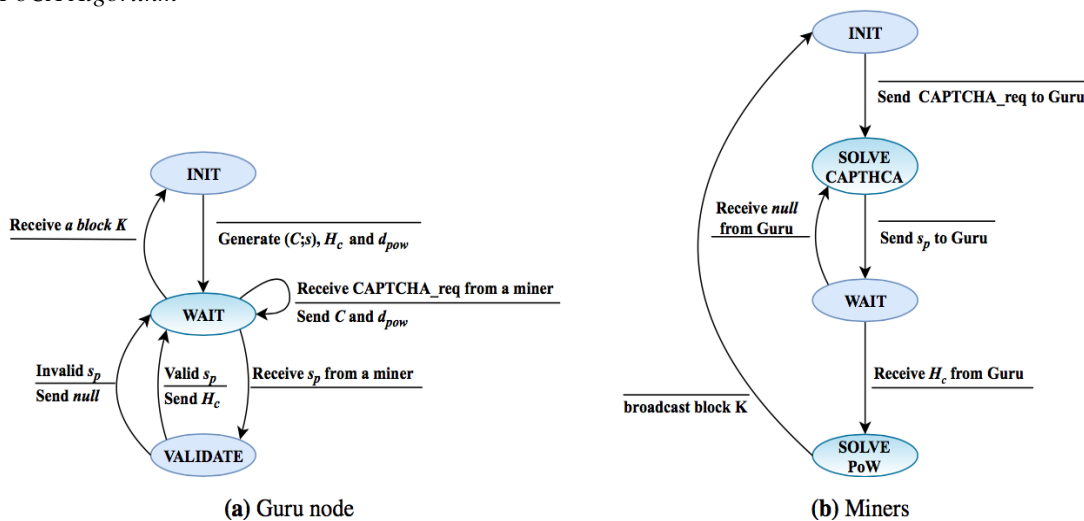 INIT
Receive a block K
Generate (C;s), Hc and dpow
Receive CAPTCHA_req from a miner
Send C and dpow
WAIT
Invalid sp
Send null
Valid sp
Send Hc
Receive sp from a miner
VALIDATE
(a) Guru node
INIT
Send CAPTCHA_req to Guru
SOLVE
CAPTHCA
Receive null
from Guru
Send sp to Guru
WAIT
Receive Hc from Guru
broadcast block K
SOLVE
PoW
(b) Miners